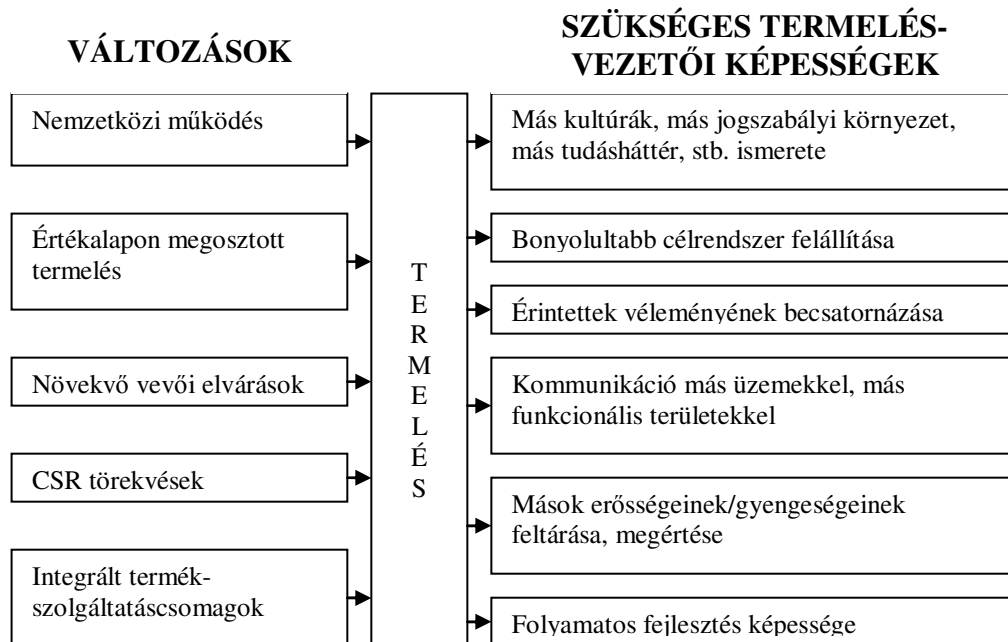 VÁLTOZÁSOK
Nemzetközi működés
Értékalapon megosztott
termelés
Növekvő vevői elvárások
CSR törekvések
Integrált termék-
szolgáltatáscsomagok
T
E
R
M
E
L
É
S
SZÜKSÉGES TERMELÉS-
VEZETŐI KÉPESSÉGEK
Más kultúrák, más jogszabályi környezet,
más tudásháttér, stb. ismerete
Bonyolultabb célrendszer felállítása
Érintettek véleményének becsatornázása
Kommunikáció más üzemekkel, más
funkcionális területekkel
Mások erősségeinek/gyengeségeinek
feltárása, megértése
Folyamatos fejlesztés képessége